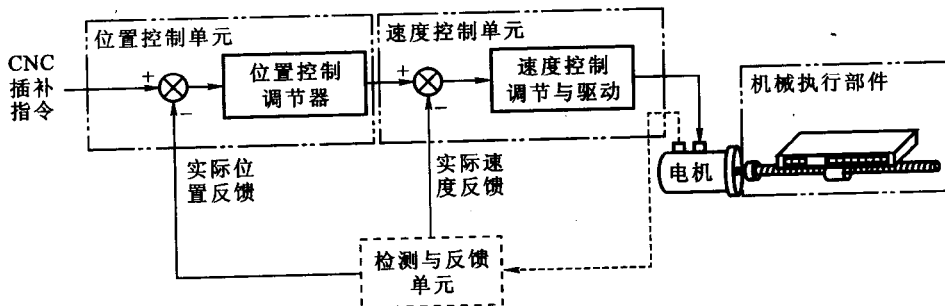 位置控制单元
速度控制单元
CNC
插补
指令
+
−
位置控制
调节器
+
−
速度控制
调节与驱动
机械执行部件
电机
实际位
置反馈
实际速
度反馈
检测与反馈
单元